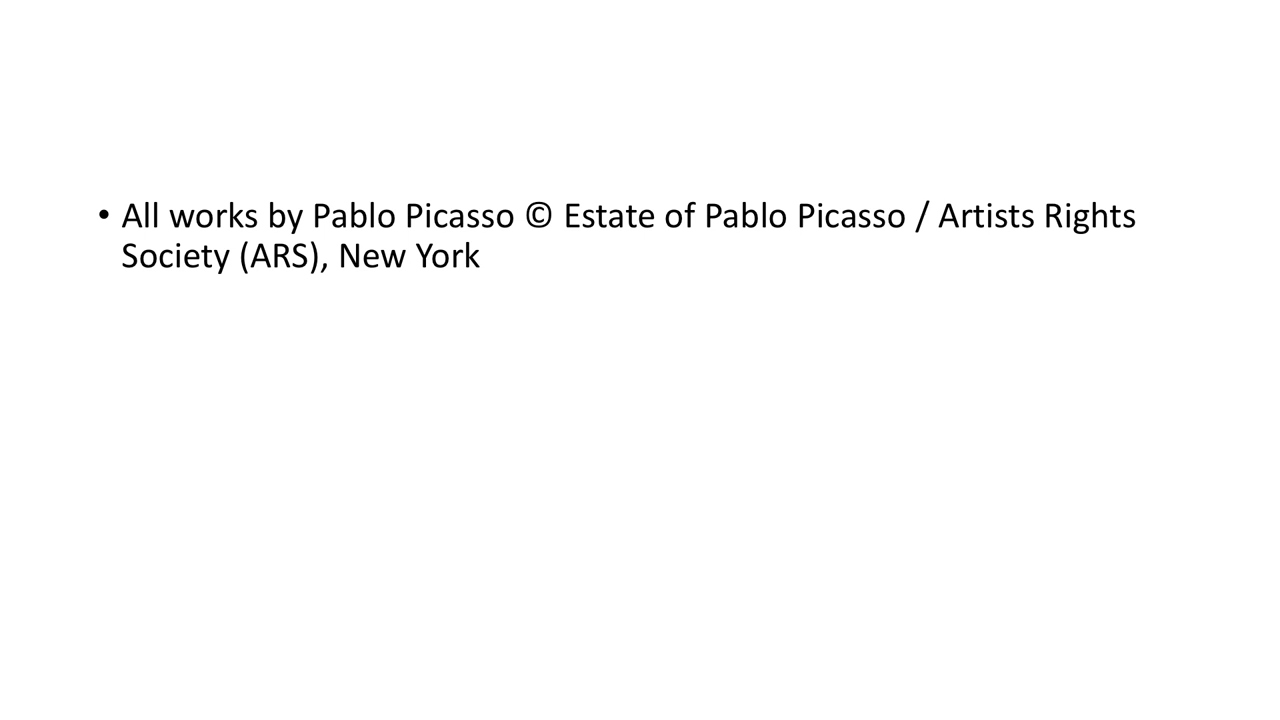 • All works by Pablo Picasso © Estate of Pablo Picasso / Artists Rights
Society (ARS), New York